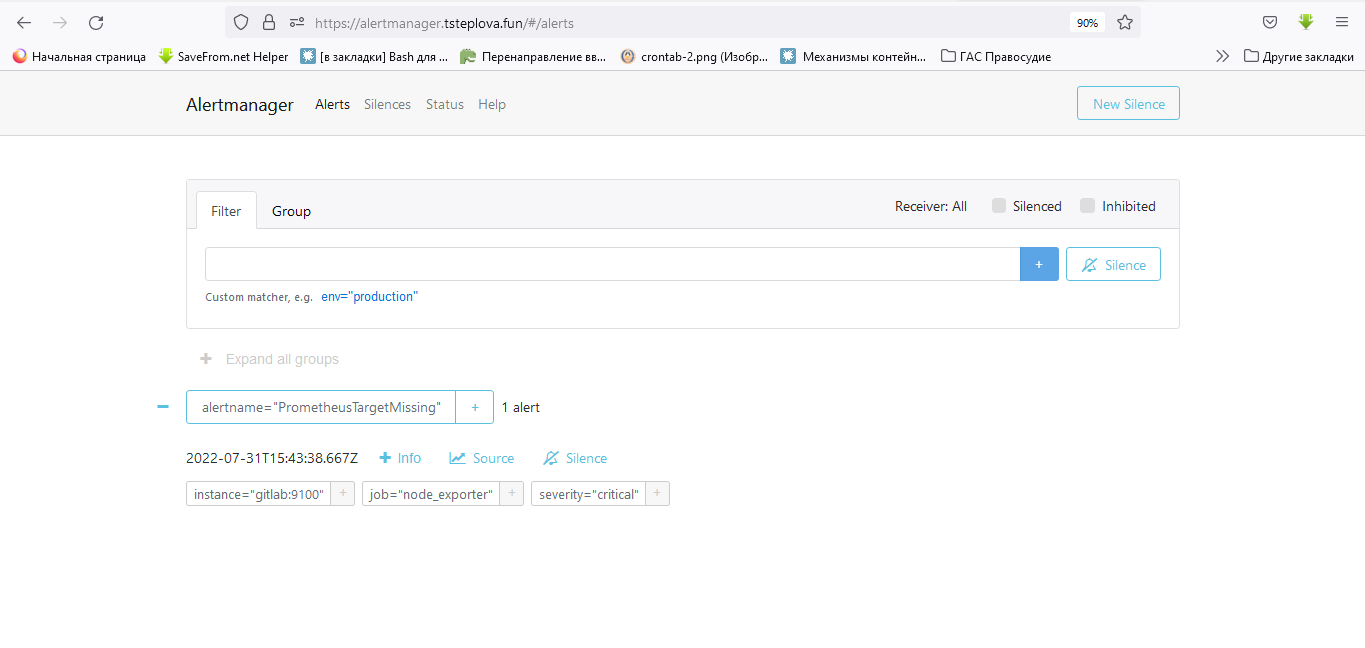 https://alertmanager.tsteplova.fun/#/alerts 90%
Начальная страница SaveFrom.net Helper [в закладки] Bash для ... Перенаправление вв... crontab-2.png (Изобр... Механизмы контейн... ГАС Правосудие Другие закладки
Alertmanager Alerts Silences Status Help New Silence
Filter Group Receiver: All Silenced Inhibited
+ Silence
Custom matcher, e.g. env="production"
+ Expand all groups
alertname="PrometheusTargetMissing" + 1 alert
2022-07-31T15:43:38.667Z + Info Source Silence
instance="gitlab:9100" + job="node_exporter" + severity="critical" +